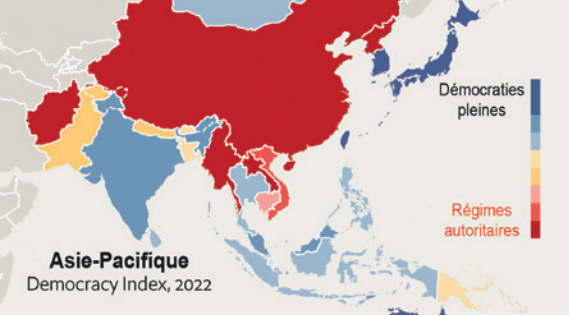 Démocraties
pleines
Régimes
autoritaires
Asie-Pacifique
Democracy Index, 2022